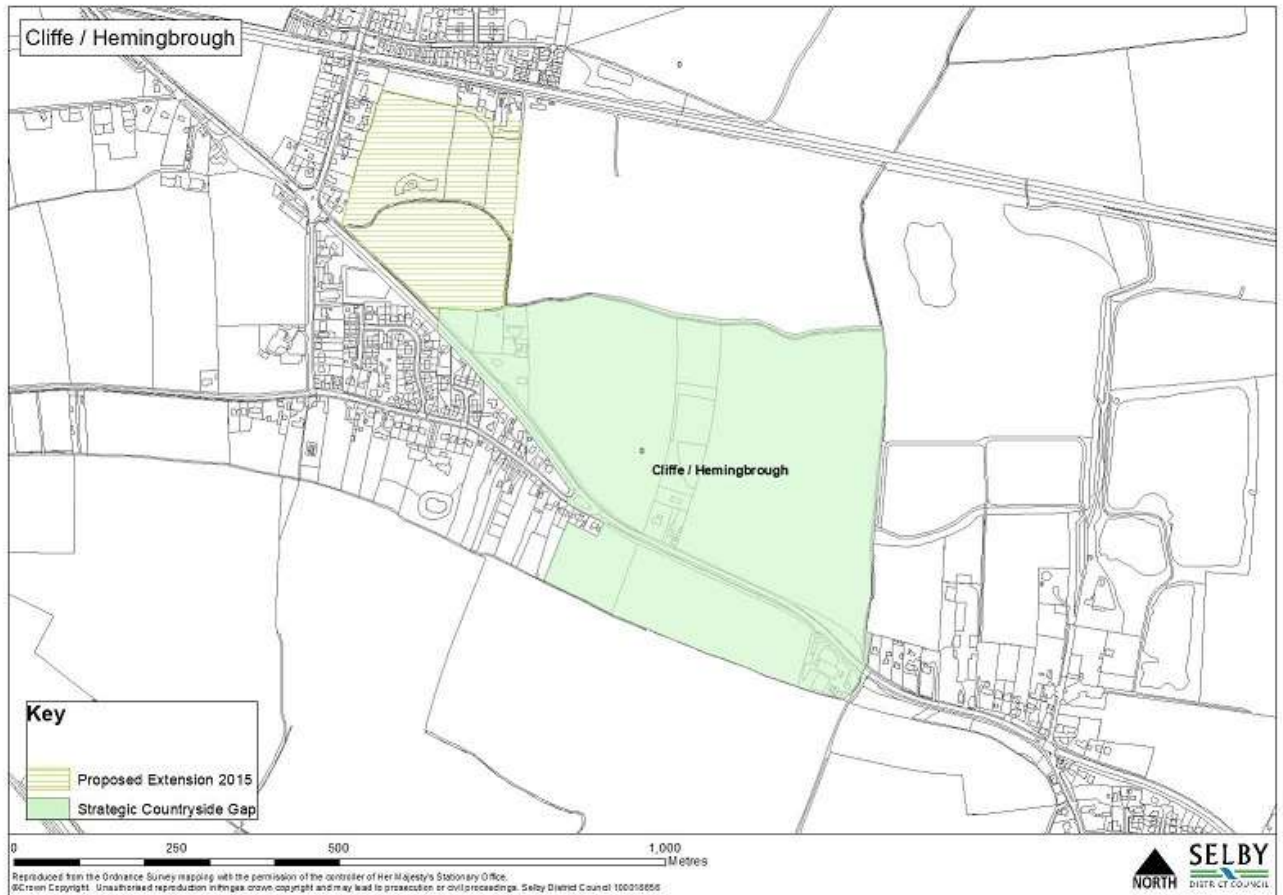 Cliffe / Hemingbrough
Cliffe / Hemingbrough
Key
Proposed Extension 2015
Strategic Countryside Gap
0 250 500 1,000
Metres
Reproduced from the Ordnance Survey mapping with the permission of the controller of Her Majesty's Stationary Office.
©Crown Copyright. Unauthorised reproduction infringes crown copyright and may lead to prosecution or civil proceedings. Selby District Council 100018656
NORTH
SELBY
DISTRICT COUNCIL